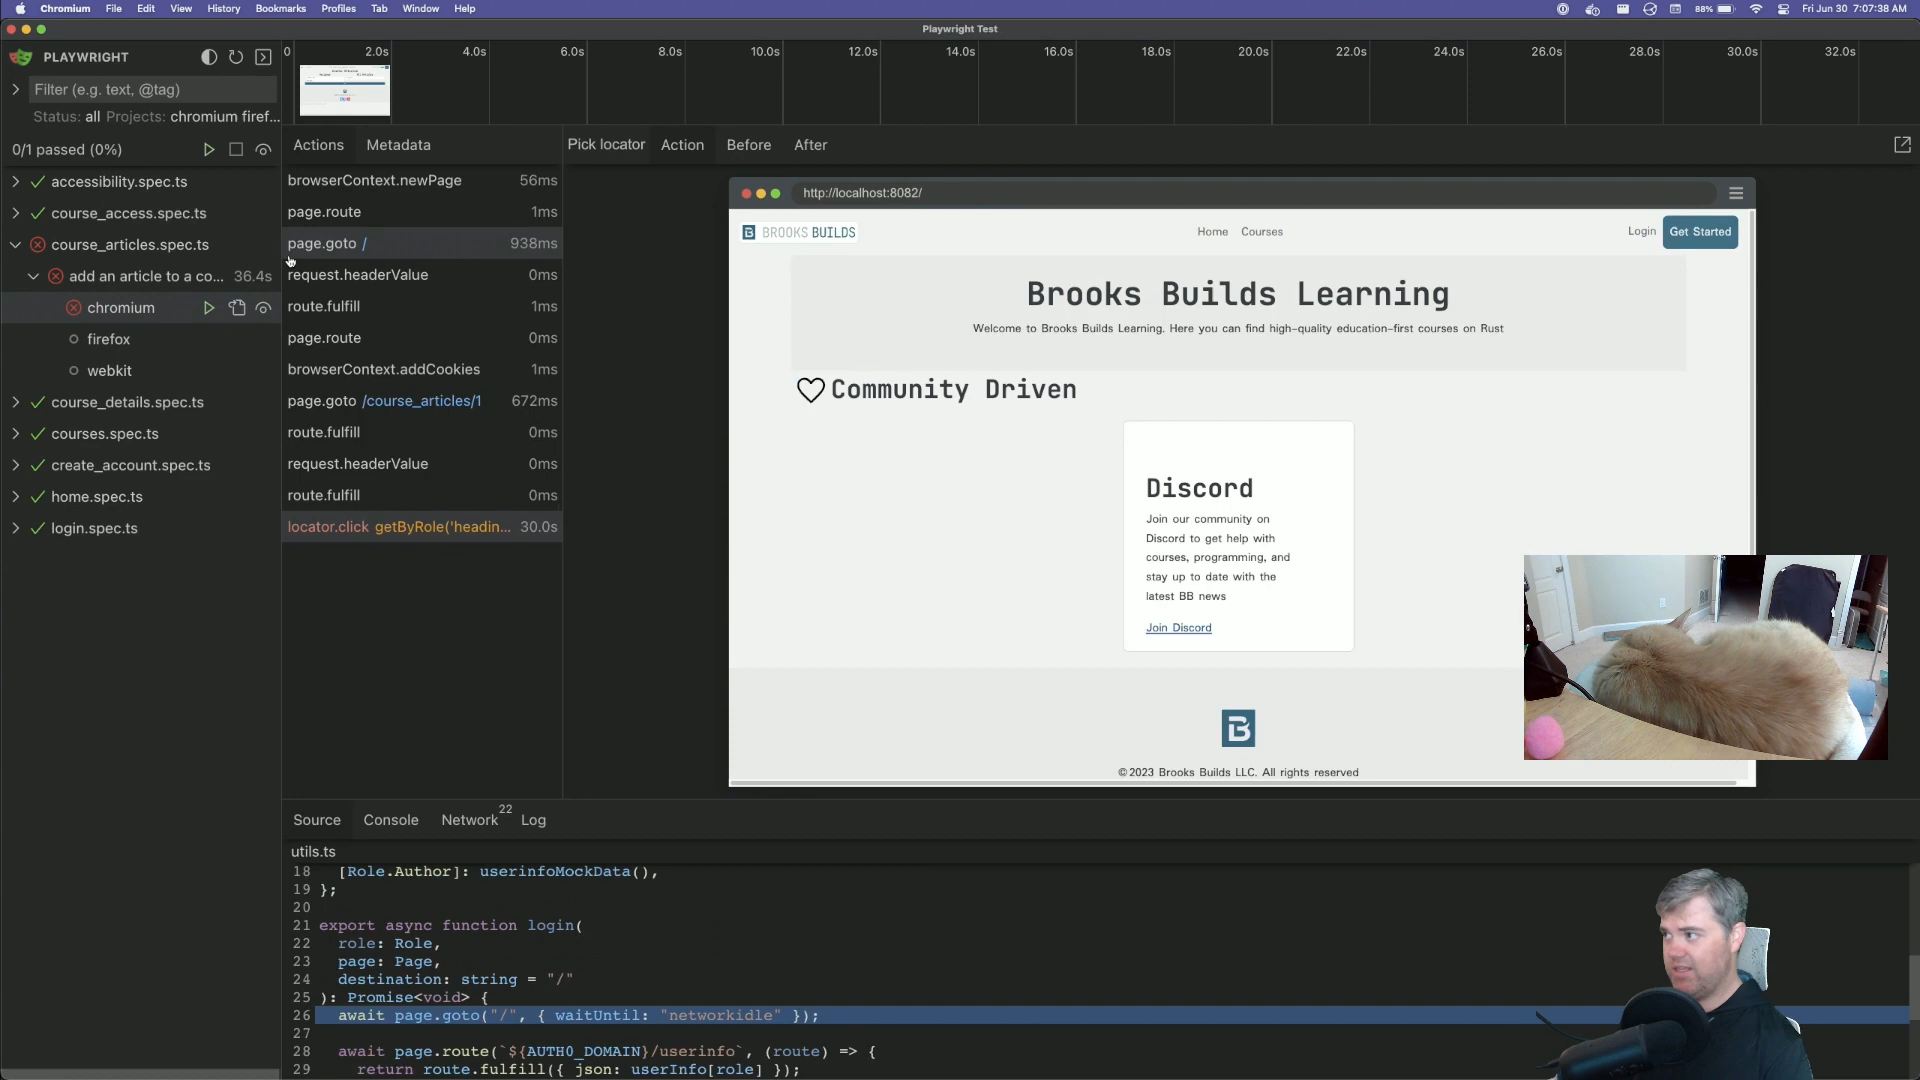 Chromium File Edit View History Bookmarks Profiles Tab Window Help
88% Fri Jun 30 7:07:38 AM
Playwright Test
PLAYWRIGHT
Filter (e.g. text, @tag)
Status: all Projects: chromium firef...
0/1 passed (0%)
accessibility.spec.ts
course_access.spec.ts
course_articles.spec.ts
add an article to a co... 36.4s
chromium
firefox
webkit
course_details.spec.ts
courses.spec.ts
create_account.spec.ts
home.spec.ts
login.spec.ts
0 2.0s 4.0s 6.0s 8.0s 10.0s 12.0s 14.0s 16.0s 18.0s 20.0s 22.0s 24.0s 26.0s 28.0s 30.0s 32.0s
Actions Metadata
browserContext.newPage 56ms
page.route 1ms
page.goto / 938ms
request.headerValue 0ms
route.fulfill 1ms
page.route 0ms
browserContext.addCookies 1ms
page.goto /course_articles/1 672ms
route.fulfill 0ms
request.headerValue 0ms
route.fulfill 0ms
locator.click getByRole('headin... 30.0s
Pick locator Action Before After
http://localhost:8082/
BROOKS BUILDS Home Courses Login Get Started
Brooks Builds Learning
Welcome to Brooks Builds Learning. Here you can find high-quality education-first courses on Rust
Community Driven
Discord
Join our community on
Discord to get help with
courses, programming, and
stay up to date with the
latest BB news
Join Discord
© 2023 Brooks Builds LLC. All rights reserved
Source Console Network 22 Log
utils.ts
18 [Role.Author]: userinfoMockData(),
19 };
20
21 export async function login(
22 role: Role,
23 page: Page,
24 destination: string = "/"
25 ): Promise<void> {
26 await page.goto("/", { waitUntil: "networkidle" });
27
28 await page.route(`${AUTH0_DOMAIN}/userinfo`, (route) => {
29 return route.fulfill({ json: userInfo[role] });